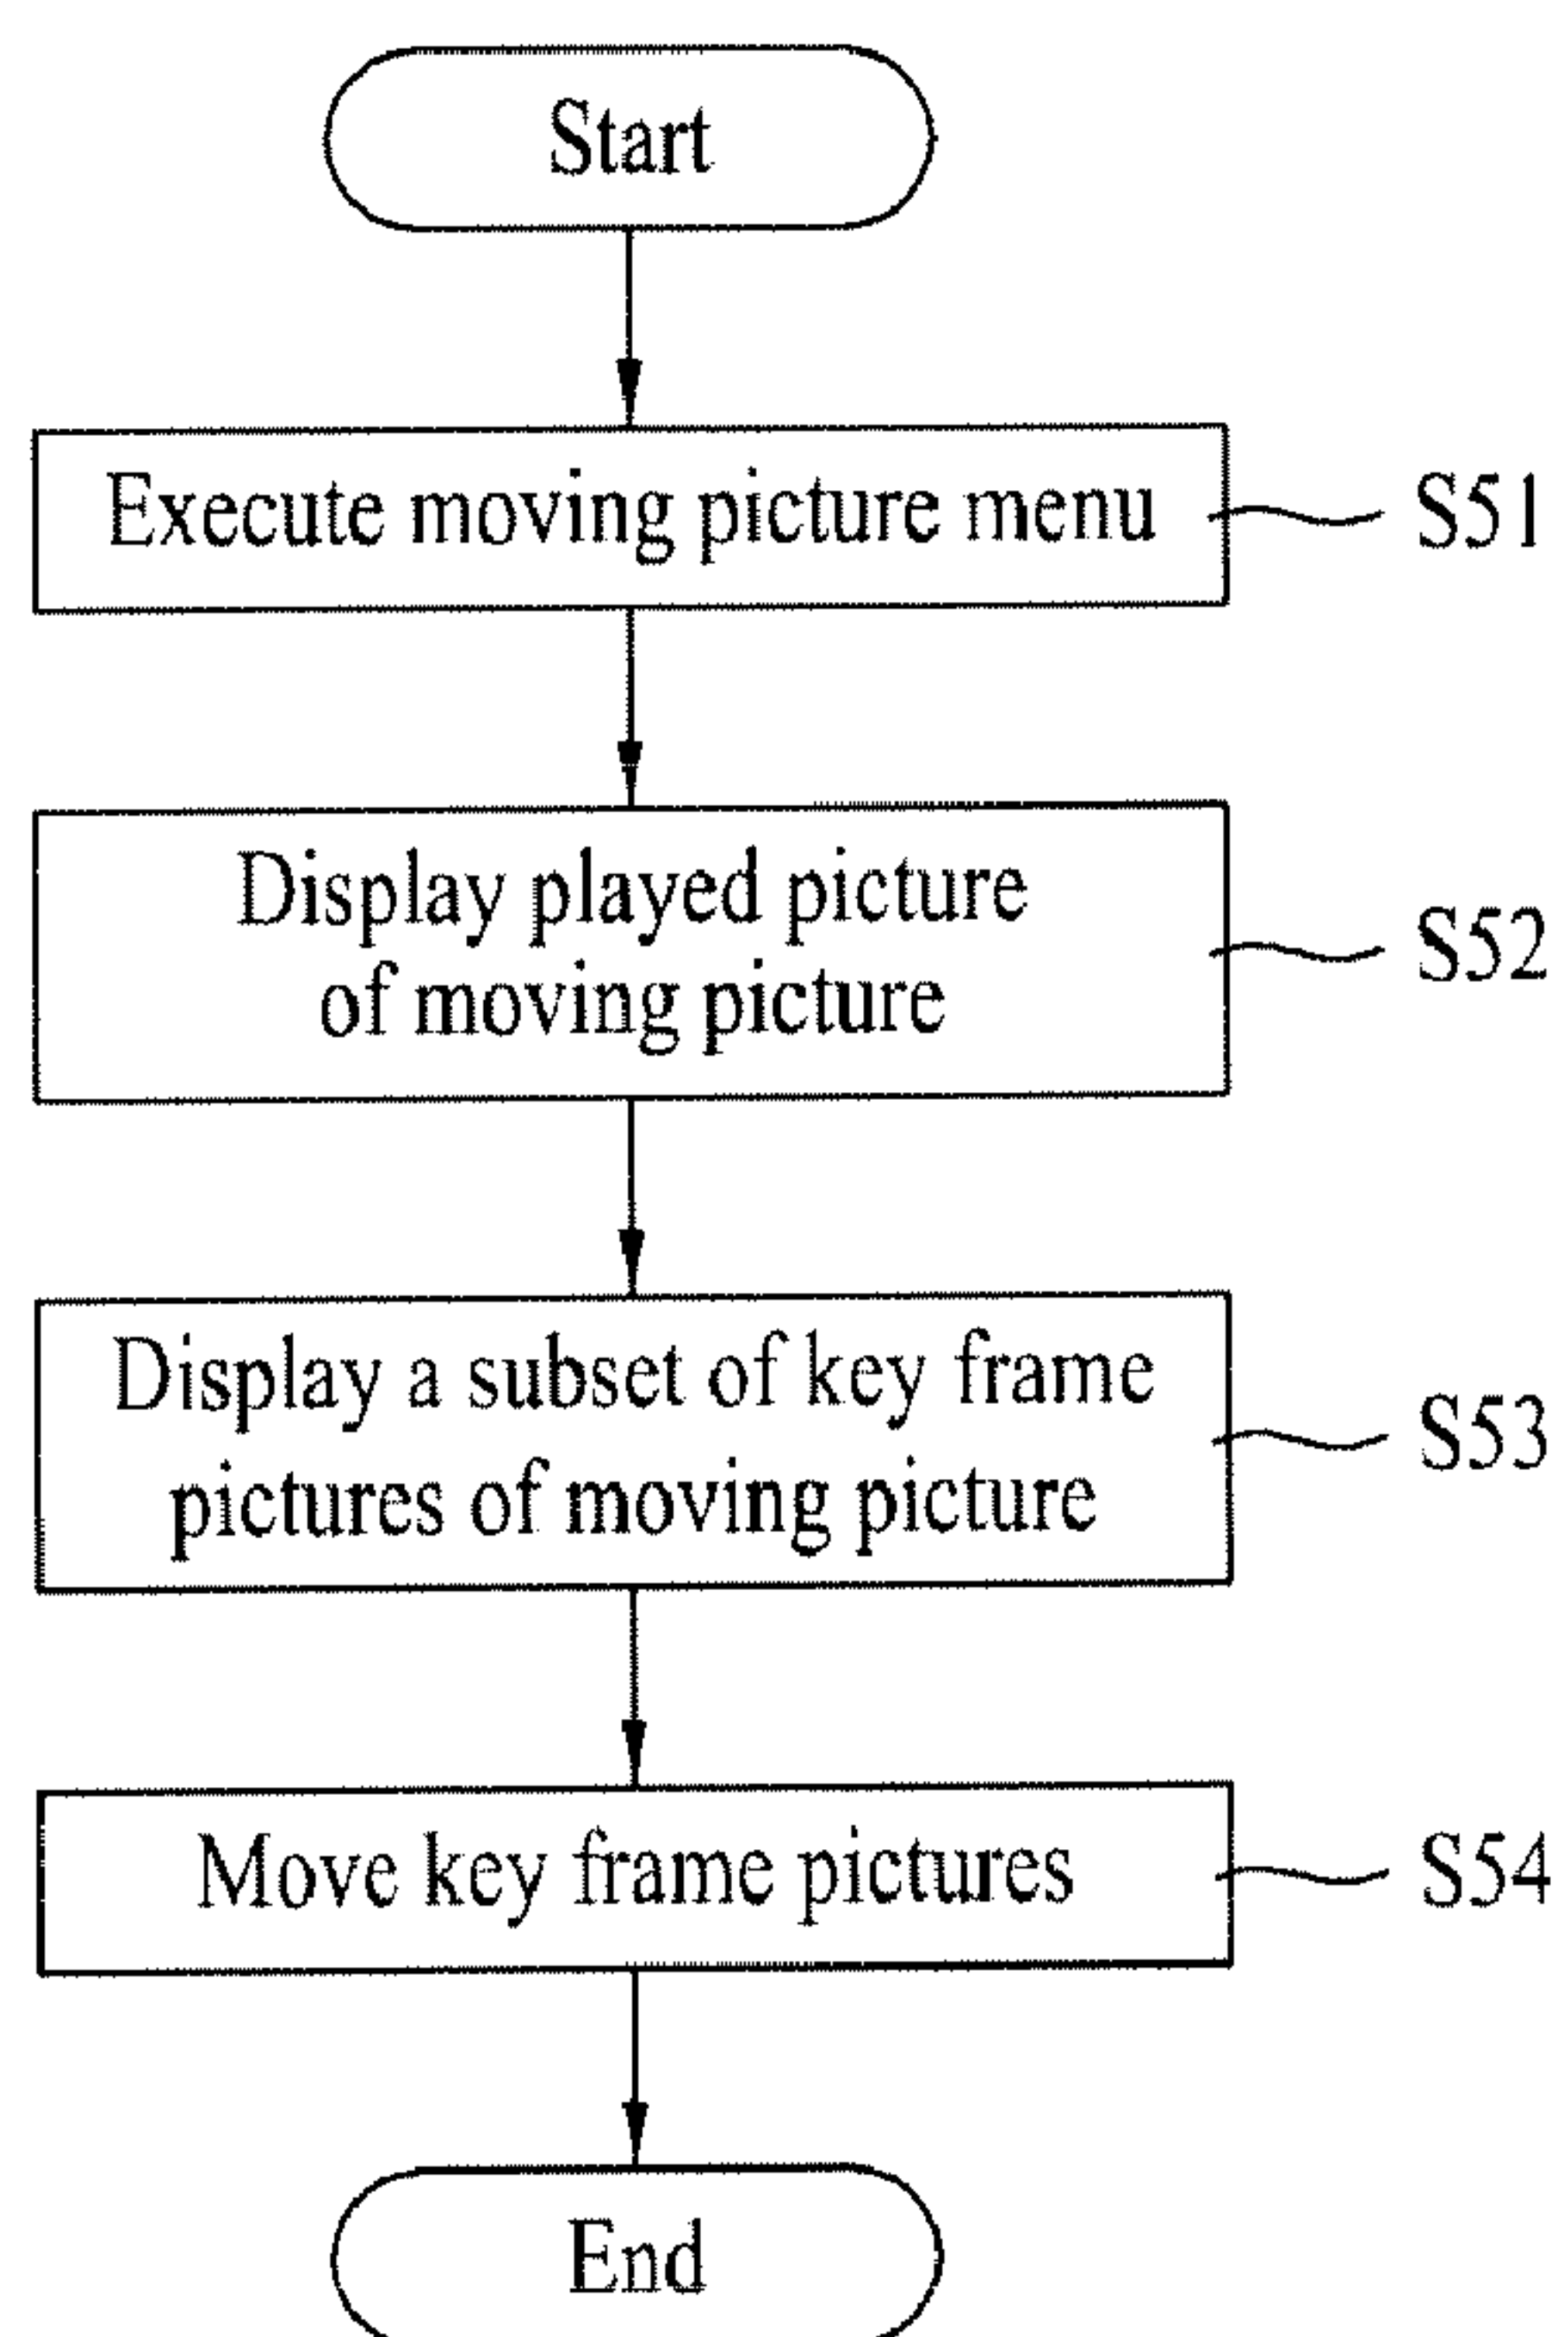 Start
Execute moving picture menu
S51
Display played picture
of moving picture
S52
Display a subset of key frame
pictures of moving picture
S53
Move key frame pictures
S54
End